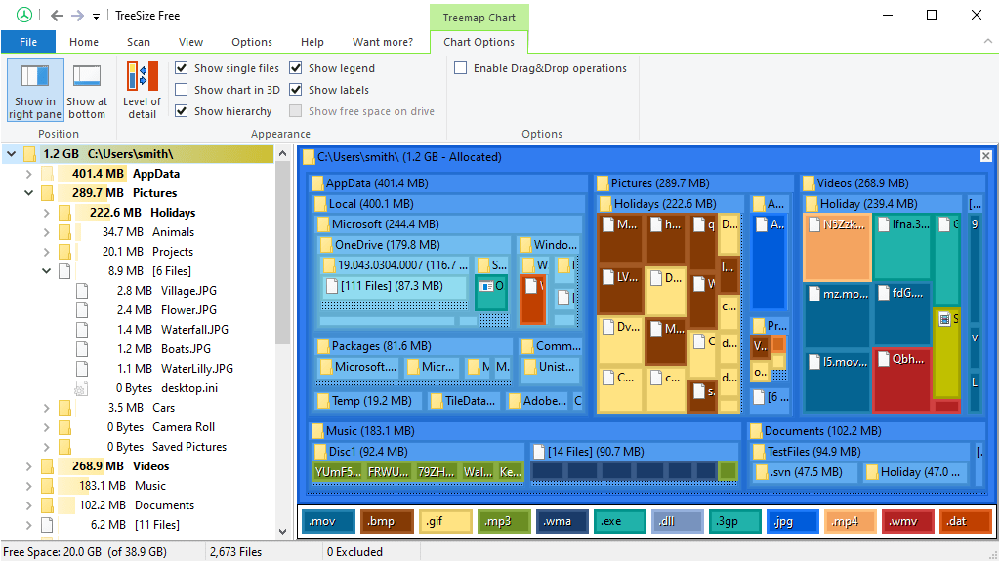 TreeSize Free
Treemap Chart
File Home Scan View Options Help Want more? Chart Options
Show in right pane
Show at bottom
Position
Level of detail
Show single files
Show chart in 3D
Show hierarchy
Show legend
Show labels
Show free space on drive
Appearance
Enable Drag&Drop operations
Options
1.2 GB C:\Users\smith\
401.4 MB AppData
289.7 MB Pictures
222.6 MB Holidays
34.7 MB Animals
20.1 MB Projects
8.9 MB [6 Files]
2.8 MB Village.JPG
2.4 MB Flower.JPG
1.4 MB Waterfall.JPG
1.2 MB Boats.JPG
1.1 MB WaterLilly.JPG
0 Bytes desktop.ini
3.5 MB Cars
0 Bytes Camera Roll
0 Bytes Saved Pictures
268.9 MB Videos
183.1 MB Music
102.2 MB Documents
6.2 MB [11 Files]
C:\Users\smith\ (1.2 GB - Allocated)
AppData (401.4 MB)
Local (400.1 MB)
Microsoft (244.4 MB)
OneDrive (179.8 MB)
Windo...
19.043.0304.0007 (116.7 ...
S...
W
[111 Files] (87.3 MB)
O
Packages (81.6 MB)
Comm...
Microsoft....
Micr...
M
M.
Unist...
Temp (19.2 MB)
TileData...
Adobe...
C
Pictures (289.7 MB)
Holidays (222.6 MB)
A...
M...
h...
q
D...
A...
LV...
D...
W
l...
c...
Dv...
M...
C
d...
Pr...
V..
C...
c...
s.
d...
o..
[6
Videos (268.9 MB)
Holiday (239.4 MB)
[...
N5Zzk...
lfna.3...
9.
mz.mo...
fdG....
S
v.
l5.mov...
Qbh...
L.
Music (183.1 MB)
Disc1 (92.4 MB)
[14 Files] (90.7 MB)
YUmF5...
FRWU...
79ZH...
Wal...
Ke...
Documents (102.2 MB)
TestFiles (94.9 MB)
[.
.svn (47.5 MB)
Holiday (47.0 ...
.mov .bmp .gif .mp3 .wma .exe .dll .3gp .jpg .mp4 .wmv .dat
Free Space: 20.0 GB (of 38.9 GB) 2,673 Files 0 Excluded